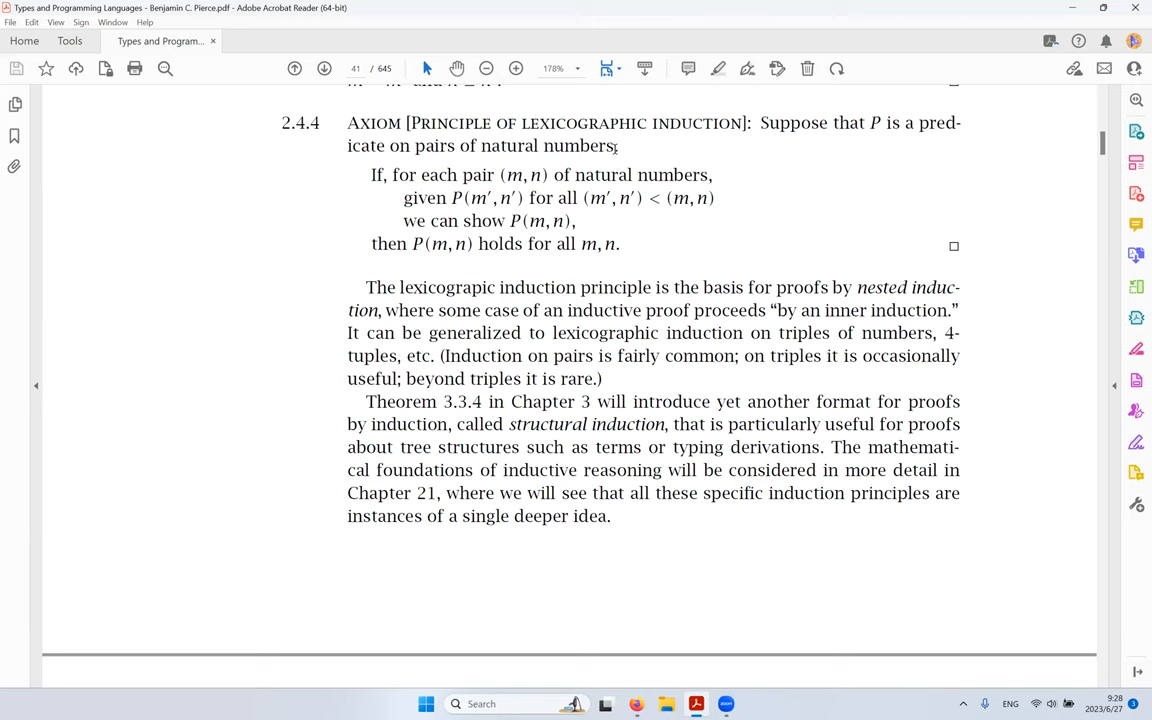 Types and Programming Languages - Benjamin C. Pierce.pdf - Adobe Acrobat Reader (64-bit)
File Edit View Sign Window Help
Home Tools Types and Program...
41 / 645 178%
2.4.4 Axiom [Principle of lexicographic induction]: Suppose that P is a pred-
icate on pairs of natural numbers.
If, for each pair (m, n) of natural numbers,
given P(m′, n′) for all (m′, n′) < (m, n)
we can show P(m, n),
then P(m, n) holds for all m, n. □
The lexicograpic induction principle is the basis for proofs by nested induc-
tion, where some case of an inductive proof proceeds “by an inner induction.”
It can be generalized to lexicographic induction on triples of numbers, 4-
tuples, etc. (Induction on pairs is fairly common; on triples it is occasionally
useful; beyond triples it is rare.)
Theorem 3.3.4 in Chapter 3 will introduce yet another format for proofs
by induction, called structural induction, that is particularly useful for proofs
about tree structures such as terms or typing derivations. The mathemati-
cal foundations of inductive reasoning will be considered in more detail in
Chapter 21, where we will see that all these specific induction principles are
instances of a single deeper idea.
Search
zoom
ENG
9:28
2023/6/27
3